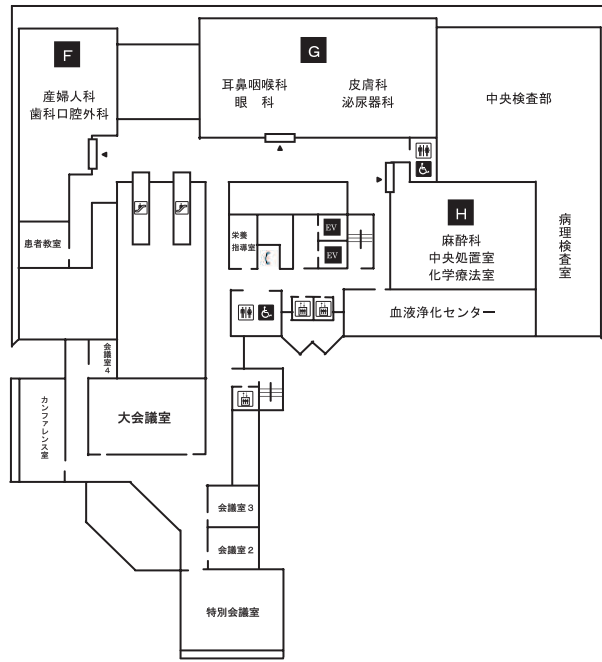 F
産婦人科
歯科口腔外科
G
耳鼻咽喉科
眼　科
皮膚科
泌尿器科
中央検査部
H
麻酔科
中央処置室
化学療法室
病理検査室
血液浄化センター
患者教室
栄養
指導室
EV
EV
会議室4
カンファレンス室
大会議室
会議室3
会議室2
特別会議室